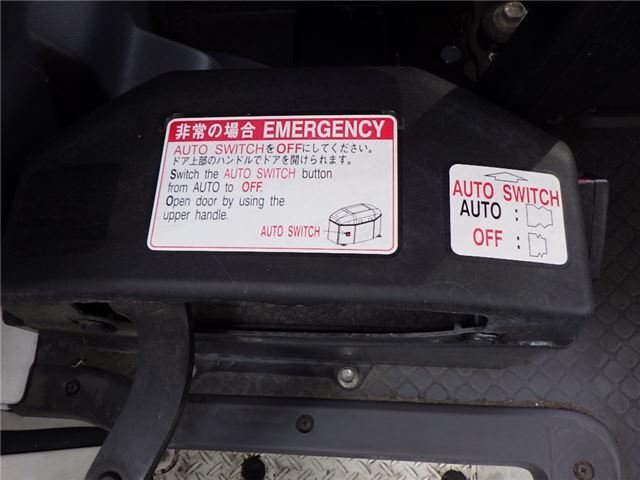 非常の場合 EMERGENCY
AUTO SWITCHをOFFにしてください。
ドア上部のハンドルでドアを開けられます。
Switch the AUTO SWITCH button
from AUTO to OFF.
Open door by using the
upper handle.
AUTO SWITCH
AUTO SWITCH
AUTO :
OFF :